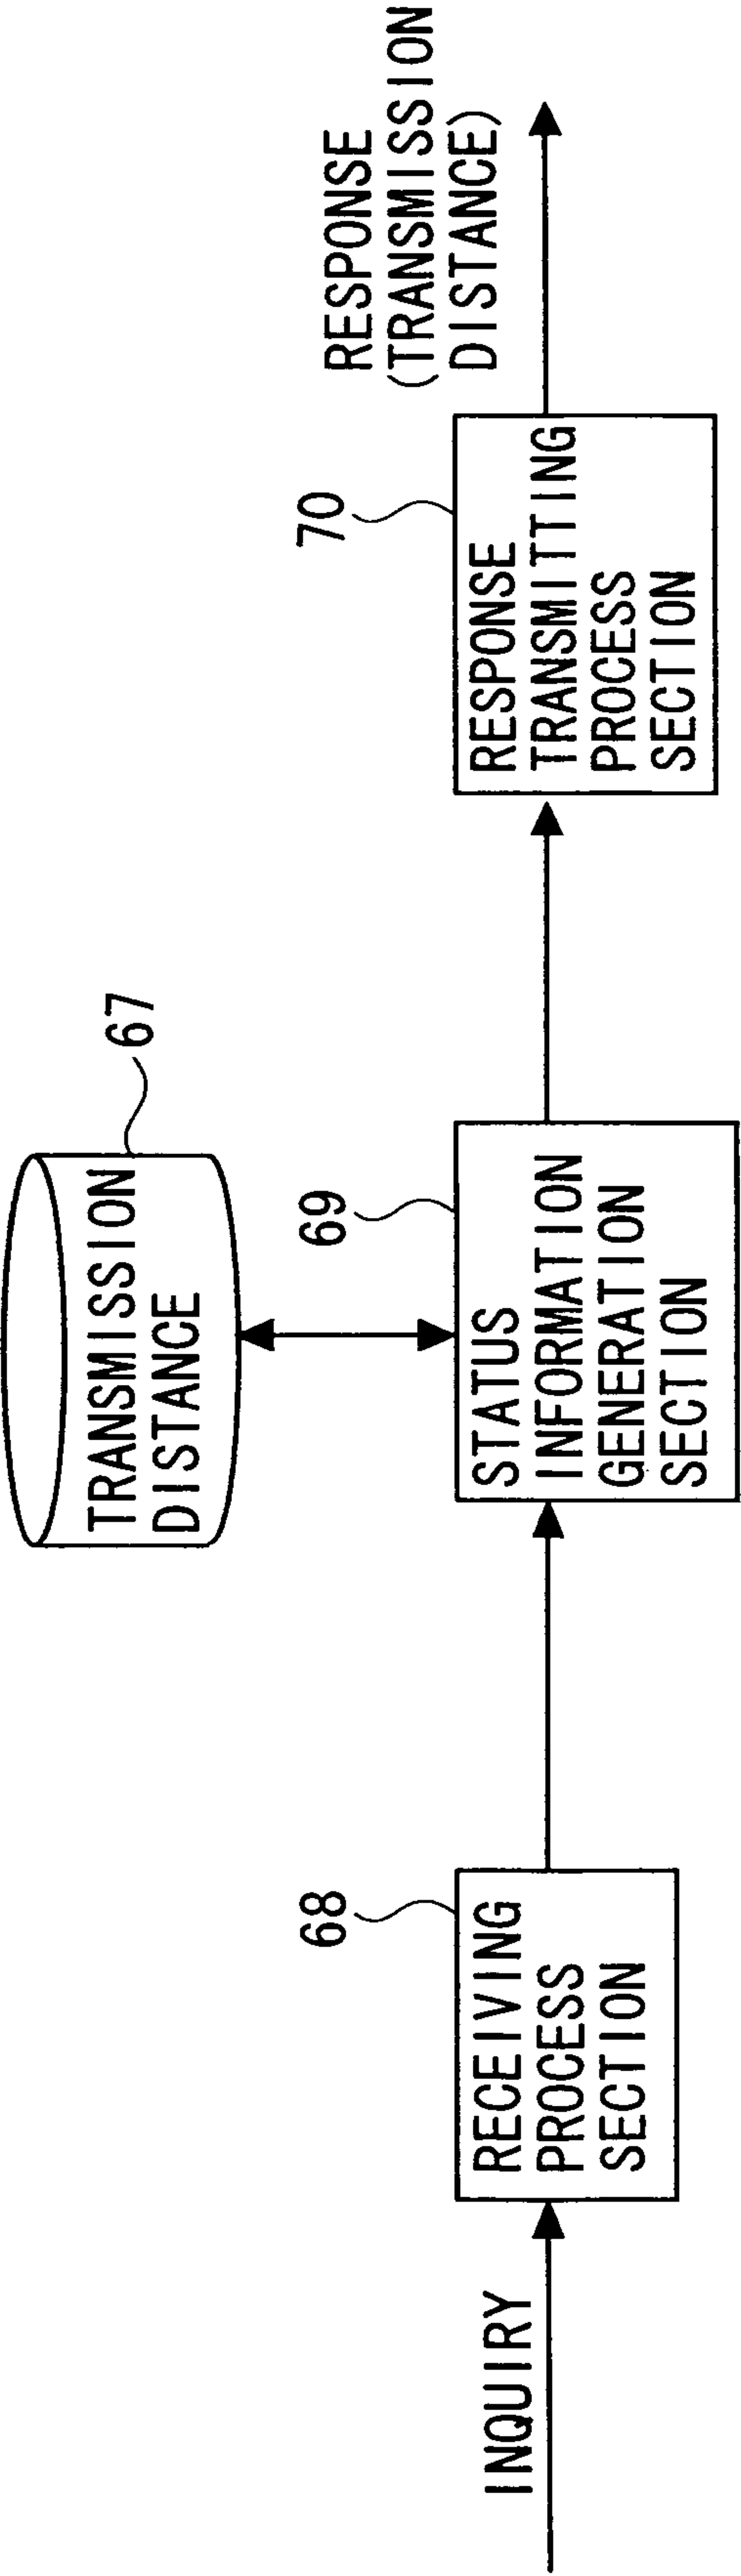 INQUIRY
68
RECEIVING
PROCESS
SECTION
67
TRANSMISSION
DISTANCE
69
STATUS
INFORMATION
GENERATION
SECTION
70
RESPONSE
TRANSMITTING
PROCESS
SECTION
RESPONSE
(TRANSMISSION
DISTANCE)